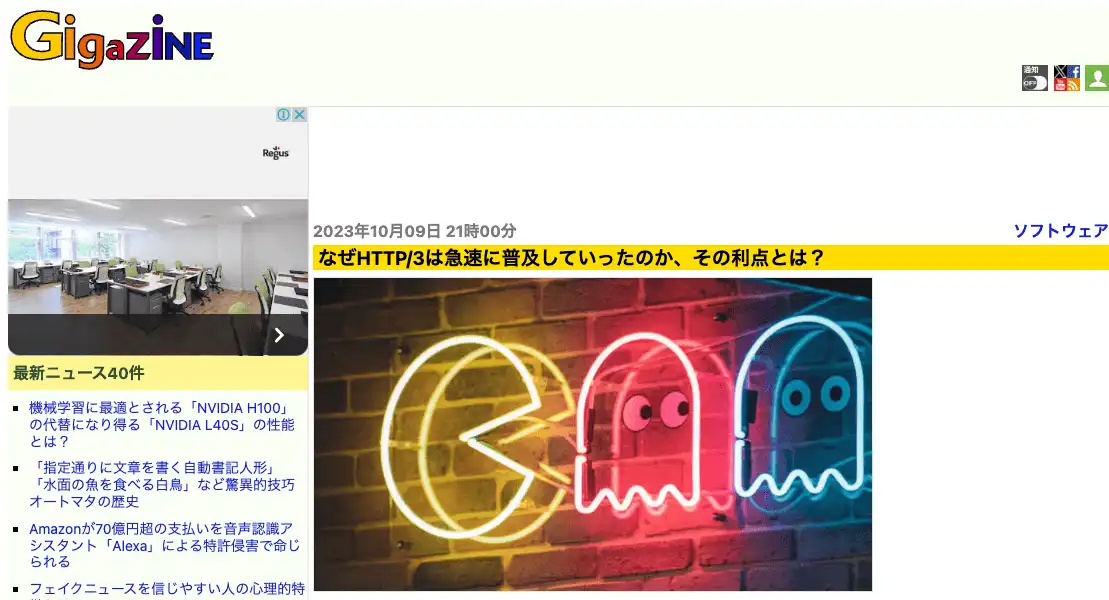 GigaZiNE
通知
OFF
Regus
2023年10月09日 21時00分
ソフトウェア
なぜHTTP/3は急速に普及していったのか、その利点とは？
最新ニュース40件
機械学習に最適とされる「NVIDIA H100」
の代替になり得る「NVIDIA L40S」の性能
とは？
「指定通りに文章を書く自動書記人形」
「水面の魚を食べる白鳥」など驚異的技巧
オートマタの歴史
Amazonが70億円超の支払いを音声認識ア
シスタント「Alexa」による特許侵害で命じ
られる
フェイクニュースを信じやすい人の心理的特